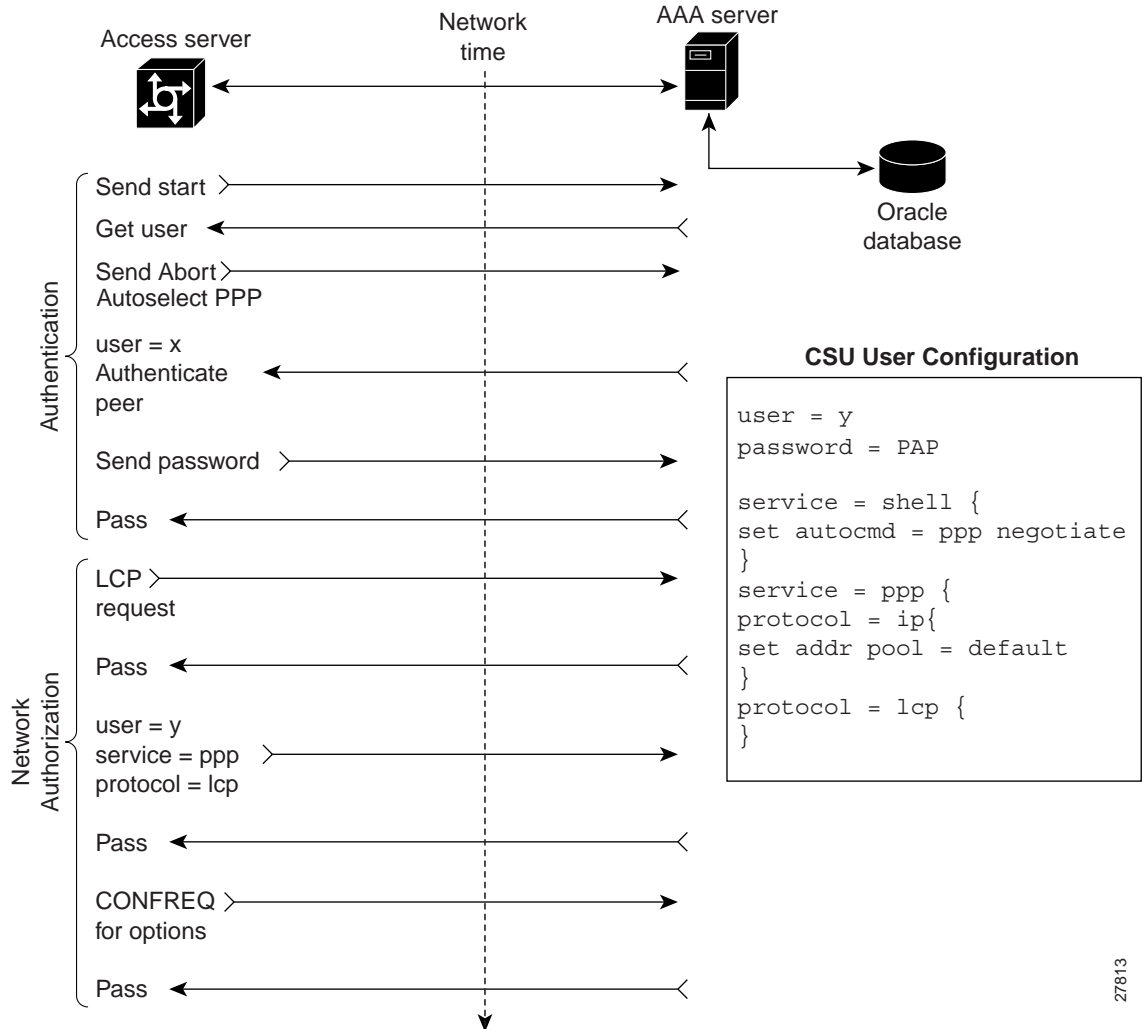 Access server
Network
time
AAA server
Oracle
database
Authentication
Send start
Get user
Send Abort
Autoselect PPP
user = x
Authenticate
peer
Send password
Pass
Network
Authorization
LCP
request
Pass
user = y
service = ppp
protocol = lcp
Pass
CONFREQ
for options
Pass
CSU User Configuration
user = y
password = PAP
service = shell {
set autocmd = ppp negotiate
}
service = ppp {
protocol = ip{
set addr pool = default
}
protocol = lcp {
}
27813